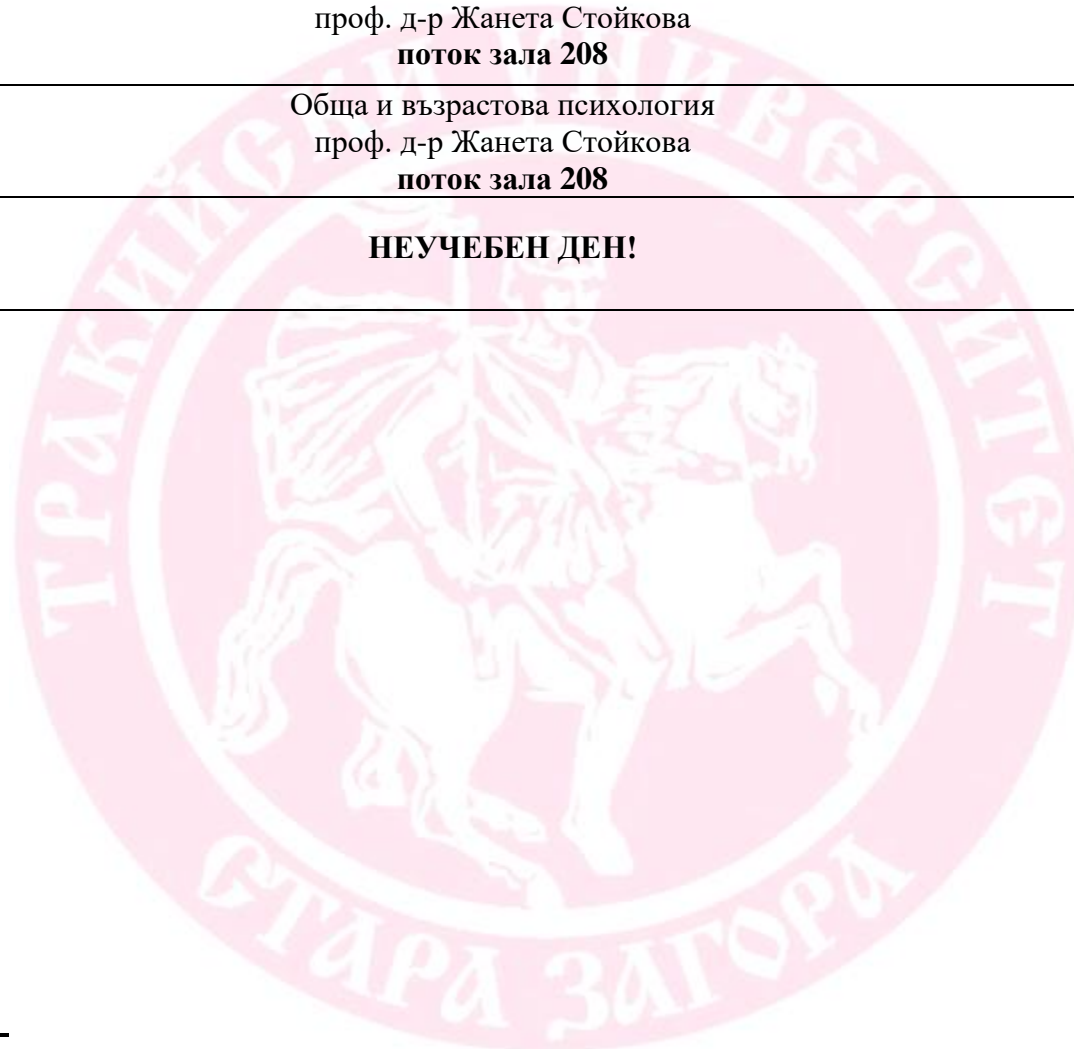 проф. д-р Жанета Стойкова
поток зала 208
Обща и възрастова психология
проф. д-р Жанета Стойкова
поток зала 208
НЕУЧЕБЕН ДЕН!
ТРАКИЙСКИ УНИВЕРСИТЕТ
СТАРА ЗАГОРА